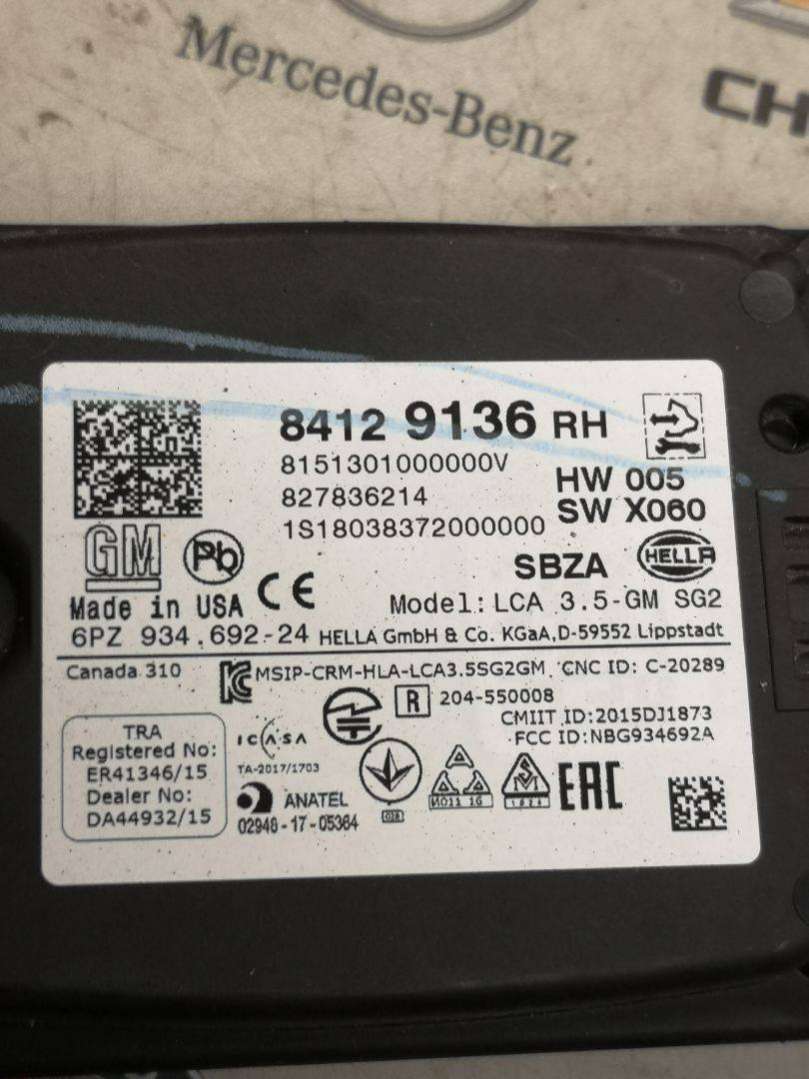 Mercedes-Benz
CH
8412 9136 RH
8151301000000V
827836214
1S18038372000000
HW 005
SW X060
GM
Pb
SBZA
HELLA
Made in USA CE
Model: LCA 3.5-GM SG2
6PZ 934.692-24 HELLA GmbH & Co. KGaA,D-59552 Lippstadt
Canada 310
MSIP-CRM-HLA-LCA3.5SG2GM. CNC ID: C-20289
R 204-550008
CMIIT ID:2015DJ1873
FCC ID:NBG934692A
TRA
Registered No:
ER41346/15
Dealer No:
DA44932/15
ICASA
TA-2017/1703
ANATEL
02948-17-05364
EAC